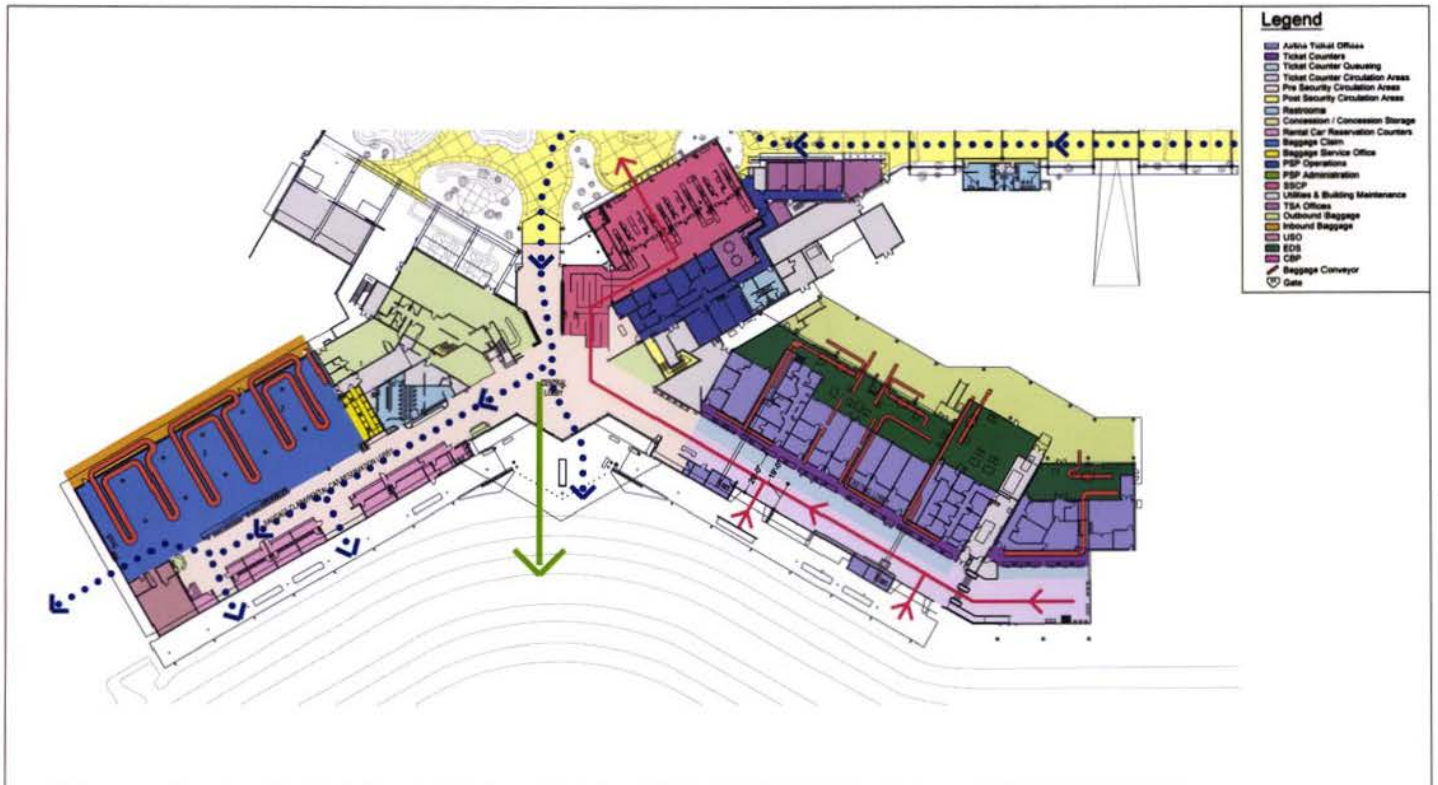 Legend
Airline Ticket Offices
Ticket Counters
Ticket Counter Queueing
Ticket Counter Circulation Areas
Pre Security Circulation Areas
Post Security Circulation Areas
Restrooms
Concession / Concession Storage
Rental Car Reservation Counters
Baggage Claim
Baggage Service Office
PSP Operations
PSP Administration
SSCP
Utilities & Building Maintenance
TSA Offices
Outbound Baggage
Inbound Baggage
USO
EDS
CBP
Baggage Conveyor
Gate